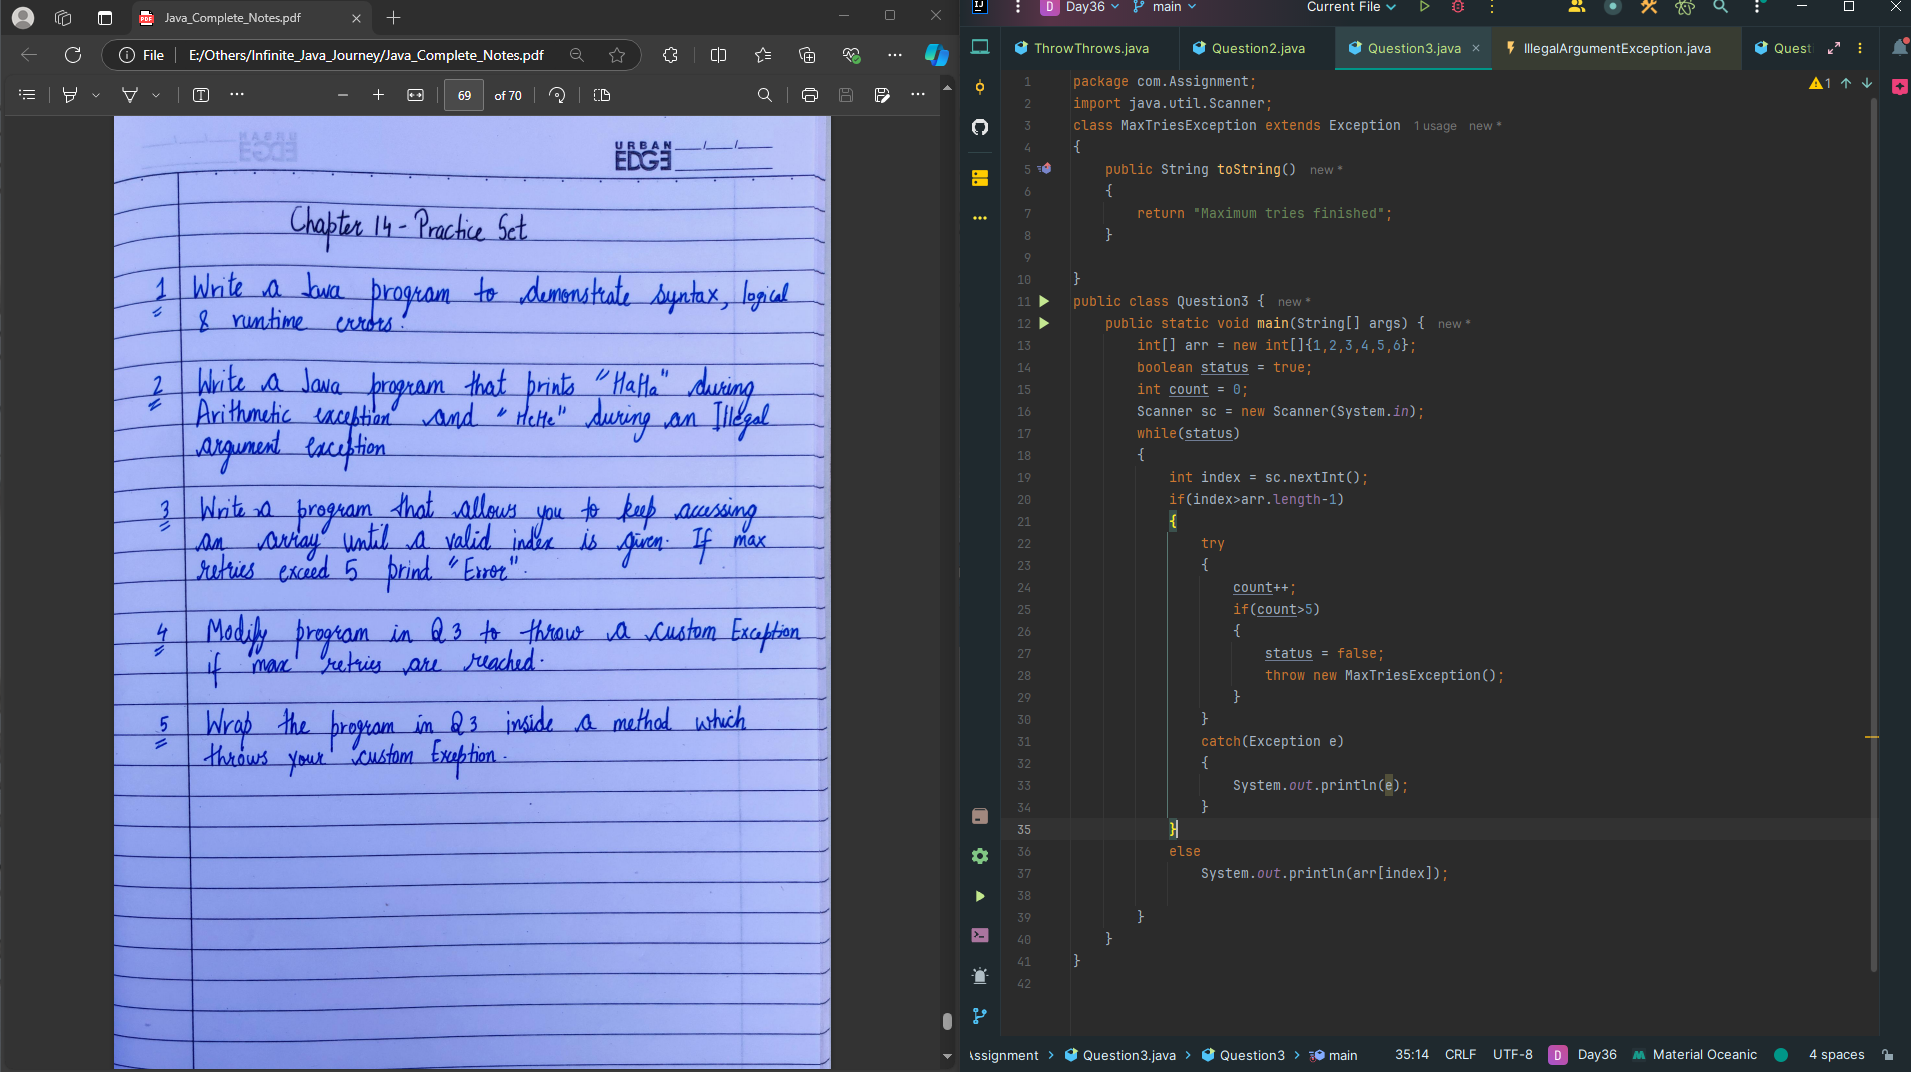 Java_Complete_Notes.pdf
File
E:/Others/Infinite_Java_Journey/Java_Complete_Notes.pdf
69
of 70
URBAN
EDGE
Chapter 14 - Practice Set
1 Write a Java program to demonstrate syntax, logical
& runtime errors.
2 Write a Java program that prints "HaHa" during
Arithmetic exception and "HeHe" during an Illegal
argument exception
3 Write a program that allows you to keep accessing
an array until a valid index is given. If max
retries exceed 5 prind "Error".
4 Modify program in Q3 to throw a custom Exception
if max retries are reached.
5 Wrap the program in Q3 inside a method which
throws your custom Exception.
IJ
D Day36
main
Current File
ThrowThrows.java
Question2.java
Question3.java
IllegalArgumentException.java
Quest
1
1 package com.Assignment;
2 import java.util.Scanner;
3 class MaxTriesException extends Exception 1 usage new *
4 {
5 public String toString() new *
6 {
7 return "Maximum tries finished";
8 }
9
10 }
11 public class Question3 { new *
12 public static void main(String[] args) { new *
13 int[] arr = new int[]{1,2,3,4,5,6};
14 boolean status = true;
15 int count = 0;
16 Scanner sc = new Scanner(System.in);
17 while(status)
18 {
19 int index = sc.nextInt();
20 if(index>arr.length-1)
21 {
22 try
23 {
24 count++;
25 if(count>5)
26 {
27 status = false;
28 throw new MaxTriesException();
29 }
30 }
31 catch(Exception e)
32 {
33 System.out.println(e);
34 }
35 }
36 else
37 System.out.println(arr[index]);
38
39 }
40 }
41 }
42
Assignment > Question3.java > Question3 > main
35:14
CRLF
UTF-8
D Day36
Material Oceanic
4 spaces